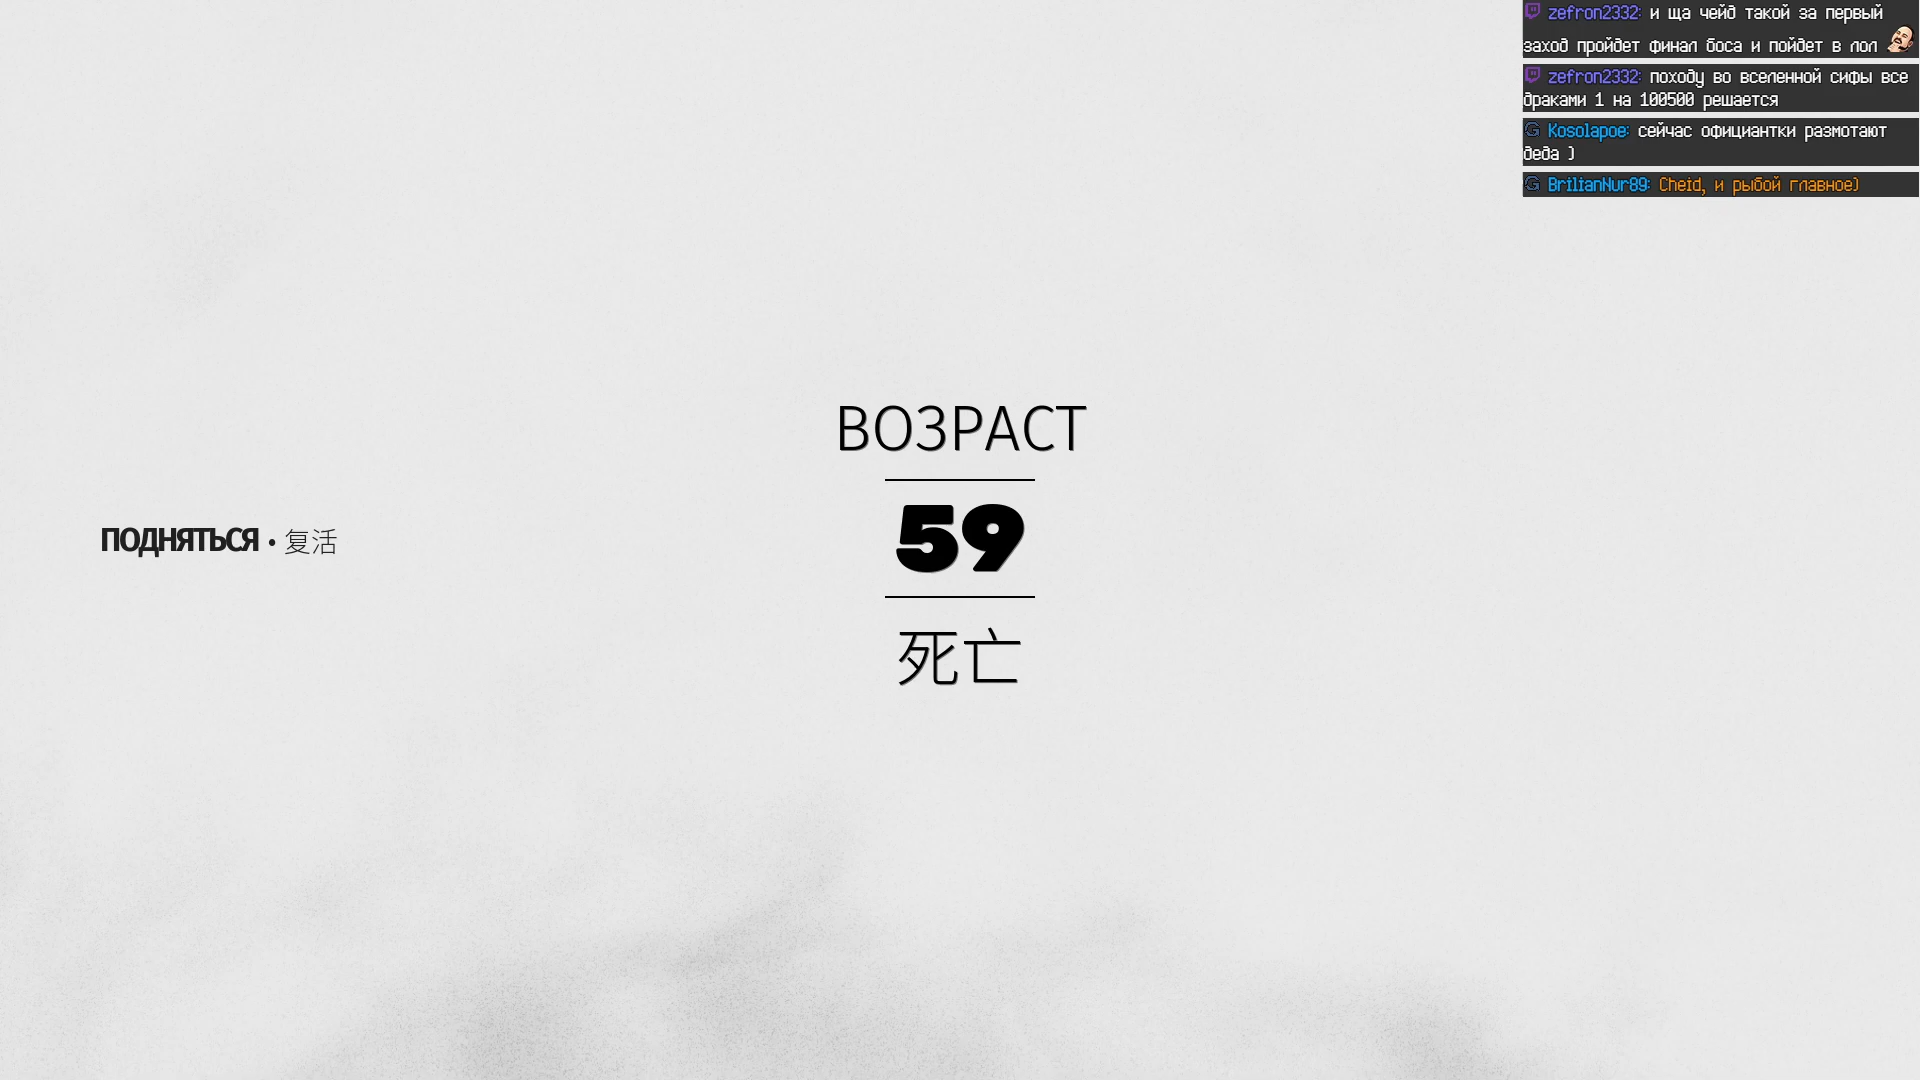 zefron2332: и ща чейд такой за первый
заход пройдет финал боса и пойдет в лол
zefron2332: походу во вселенной сифы все
драками 1 на 100500 решается
Kosolapoe: сейчас официантки размотают
деда )
BrilianNur89: Cheid, и рыбой главное)
ВОЗРАСТ
59
死亡
ПОДНЯТЬСЯ • 复活